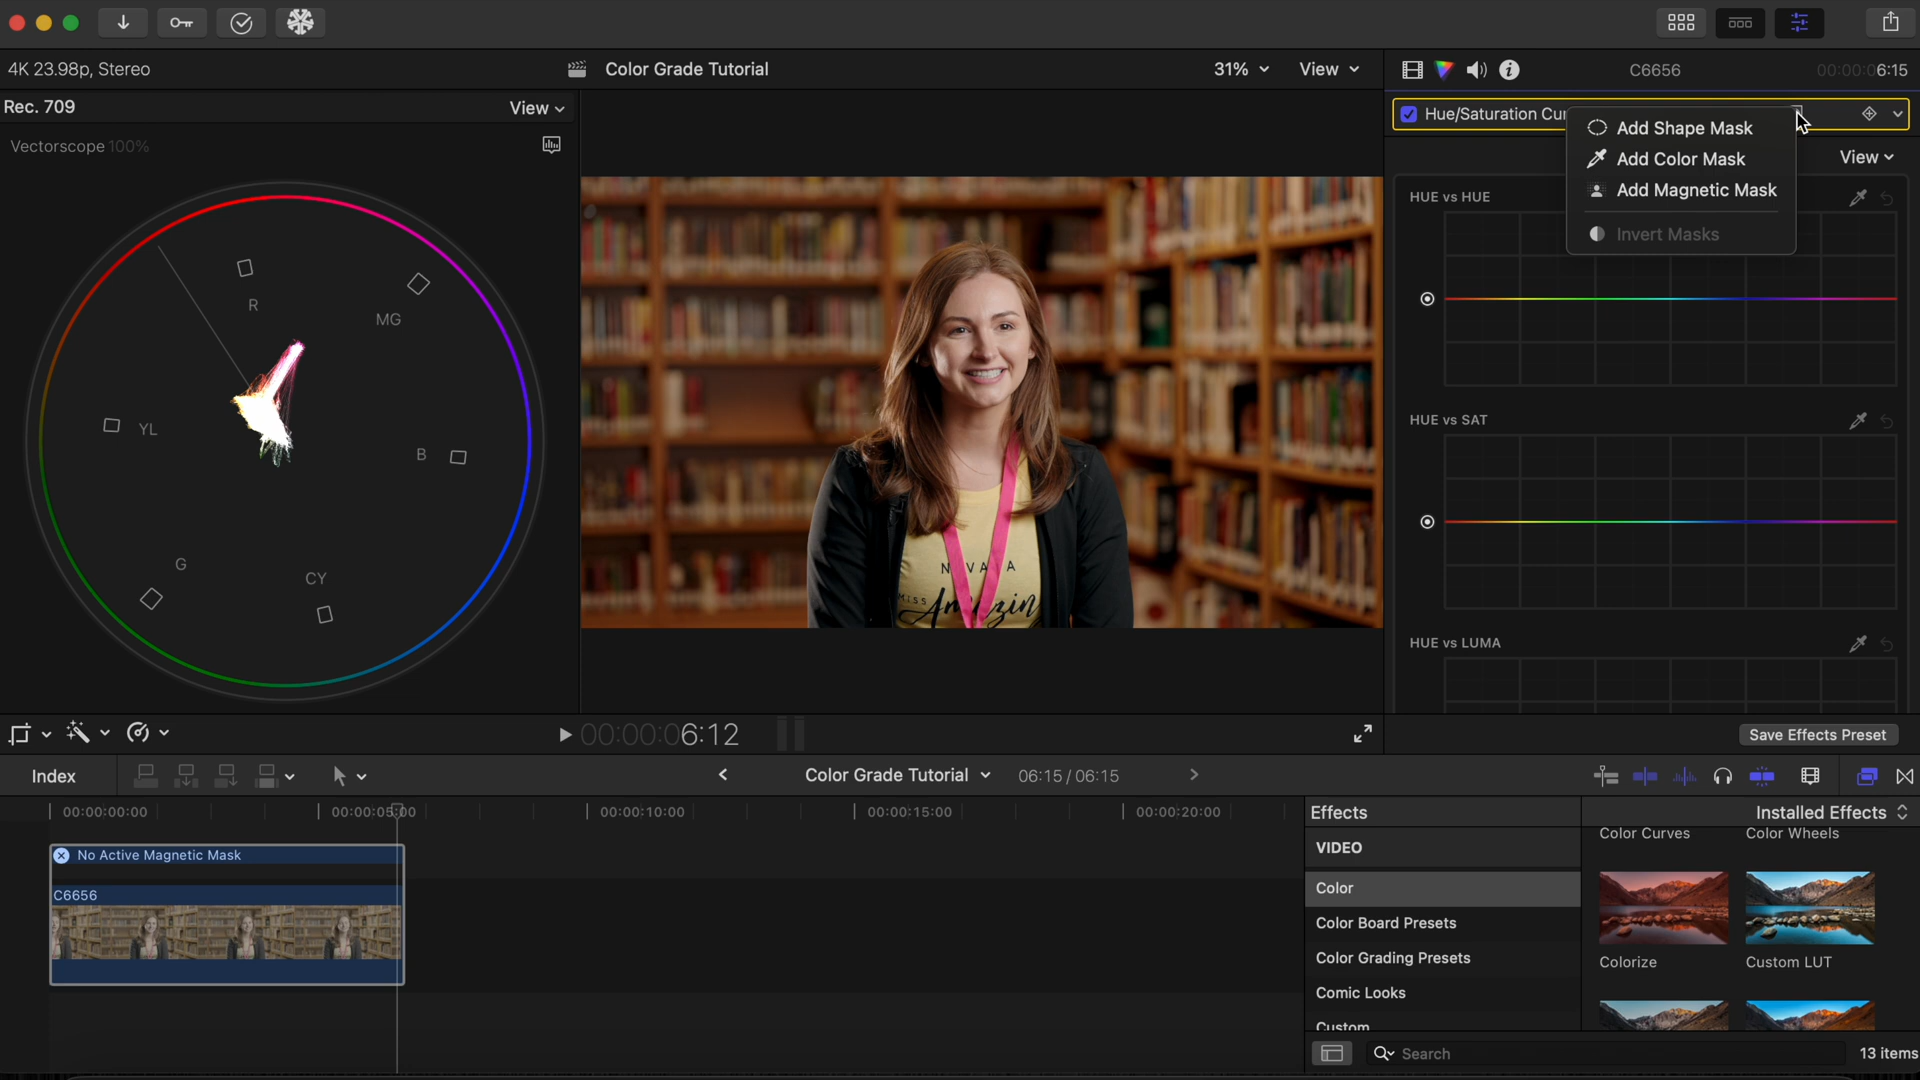 4K 23.98p, Stereo
Color Grade Tutorial
31%
View
C6656
00:00:06:15
Rec. 709
View
Hue/Saturation Cur
Add Shape Mask
Add Color Mask
Add Magnetic Mask
Invert Masks
View
Vectorscope 100%
R
MG
YL
B
G
CY
HUE vs HUE
HUE vs SAT
HUE vs LUMA
MISS
Amazin
00:00:06:12
Save Effects Preset
Index
Color Grade Tutorial
06:15 / 06:15
00:00:00:00
00:00:05:00
00:00:10:00
00:00:15:00
00:00:20:00
No Active Magnetic Mask
C6656
Effects
Installed Effects
VIDEO
Color
Color Board Presets
Color Grading Presets
Comic Looks
Custom
Color Curves
Color Wheels
Colorize
Custom LUT
Search
13 items